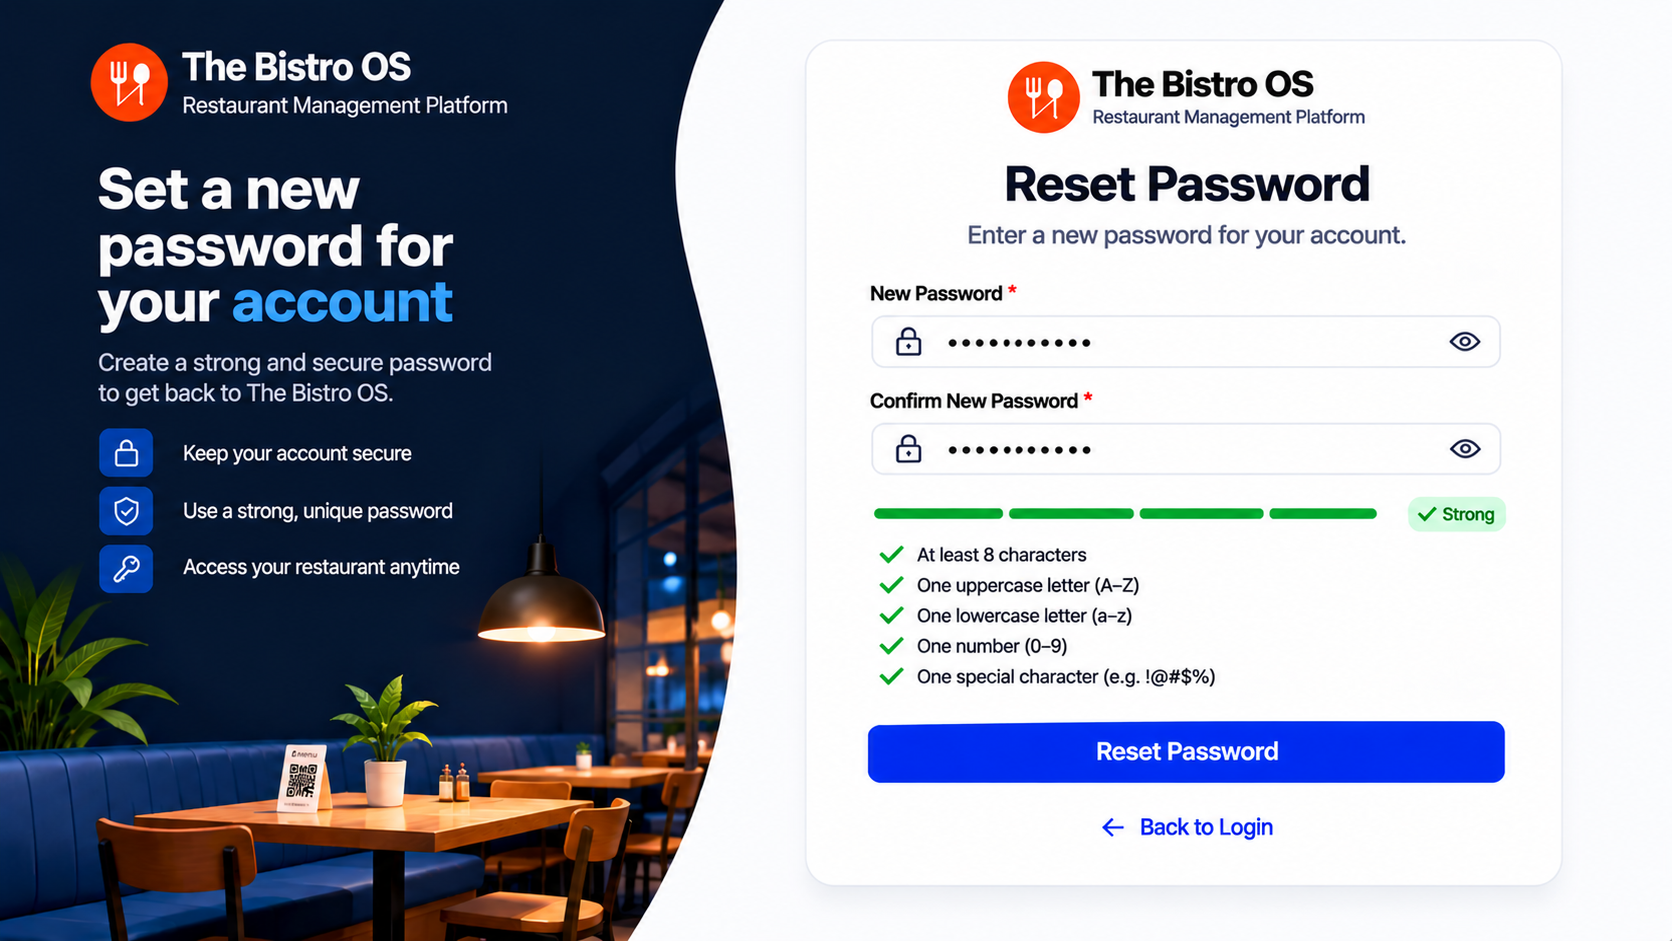 The Bistro OS
Restaurant Management Platform
Set a new
password for
your account
Create a strong and secure password
to get back to The Bistro OS.
Keep your account secure
Use a strong, unique password
Access your restaurant anytime
The Bistro OS
Restaurant Management Platform
Reset Password
Enter a new password for your account.
New Password *
•••••••••••
Confirm New Password *
•••••••••••
Strong
At least 8 characters
One uppercase letter (A–Z)
One lowercase letter (a–z)
One number (0–9)
One special character (e.g. !@#$%)
Reset Password
← Back to Login